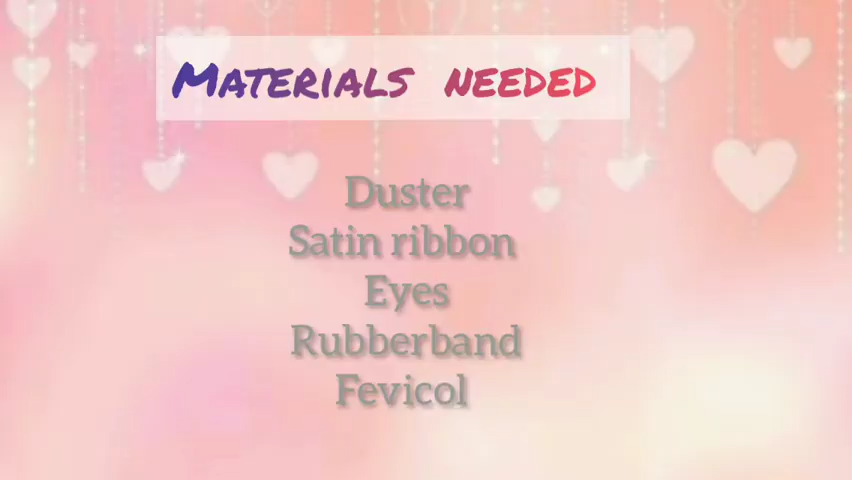 MATERIALS NEEDED
Duster
Satin ribbon
Eyes
Rubberband
Fevicol